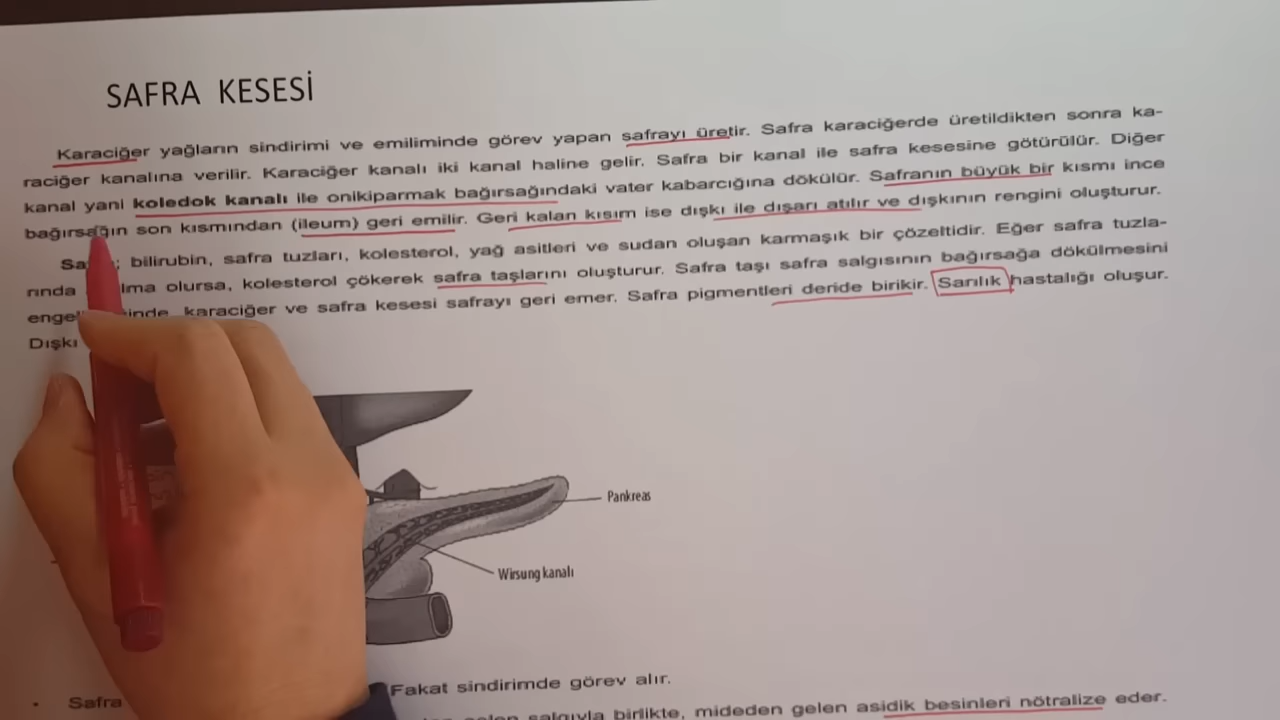 SAFRA KESESİ
Karaciğer yağların sindirimi ve emiliminde görev yapan safrayı üretir. Safra karaciğerde üretildikten sonra ka-
raciğer kanalına verilir. Karaciğer kanalı iki kanal haline gelir. Safra bir kanal ile safra kesesine götürülür. Diğer
kanal yani koledok kanalı ile onikiparmak bağırsağındaki vater kabarcığına dökülür. Safranın büyük bir kısmı ince
bağırsağın son kısmından (ileum) geri emilir. Geri kalan kısım ise dışkı ile dışarı atılır ve dışkının rengini oluşturur.
bilirubin, safra tuzları, kolesterol, yağ asitleri ve sudan oluşan karmaşık bir çözeltidir. Eğer safra tuzla-
rında olursa, kolesterol çökerek safra taşlarını oluşturur. Safra taşı safra salgısının bağırsağa dökülmesini
karaciğer ve safra kesesi safrayı geri emer. Safra pigmentleri deride birikir. Sarılık hastalığı oluşur.
Dışkı
Pankreas
Wirsung kanalı
• Safra Fakat sindirimde görev alır.
gelen salgıyla birlikte, mideden gelen asidik besinleri nötralize eder.